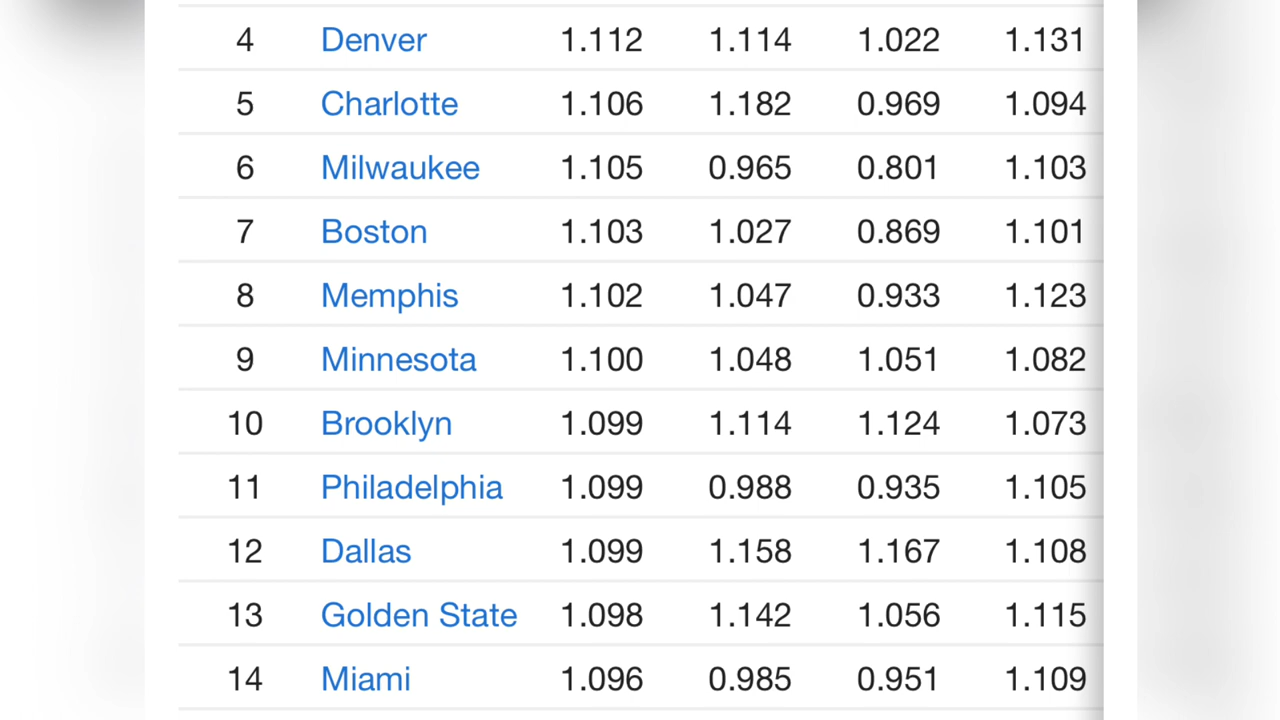 4 Denver 1.112 1.114 1.022 1.131
5 Charlotte 1.106 1.182 0.969 1.094
6 Milwaukee 1.105 0.965 0.801 1.103
7 Boston 1.103 1.027 0.869 1.101
8 Memphis 1.102 1.047 0.933 1.123
9 Minnesota 1.100 1.048 1.051 1.082
10 Brooklyn 1.099 1.114 1.124 1.073
11 Philadelphia 1.099 0.988 0.935 1.105
12 Dallas 1.099 1.158 1.167 1.108
13 Golden State 1.098 1.142 1.056 1.115
14 Miami 1.096 0.985 0.951 1.109